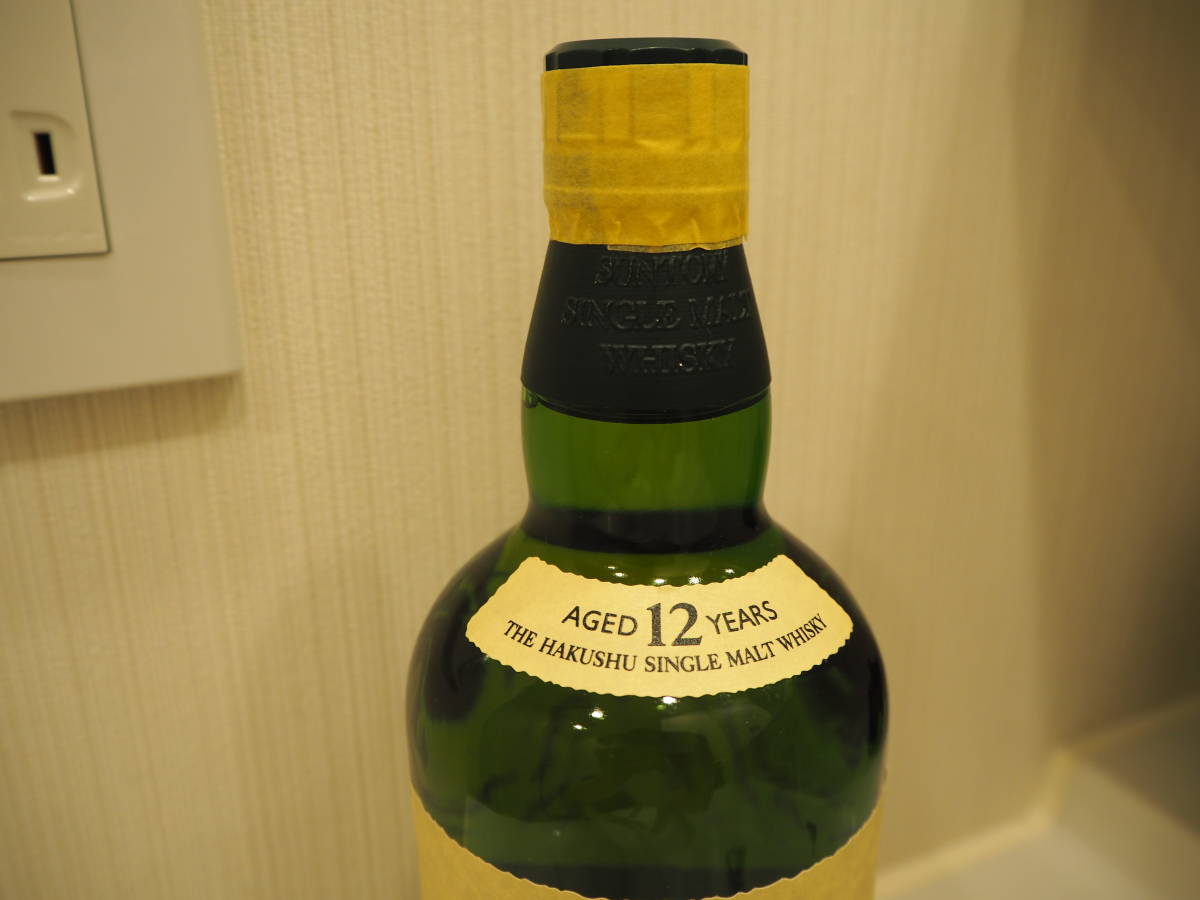 SUNTORY
SINGLE MALT
WHISKY
AGED 12 YEARS
THE HAKUSHU SINGLE MALT WHISKY